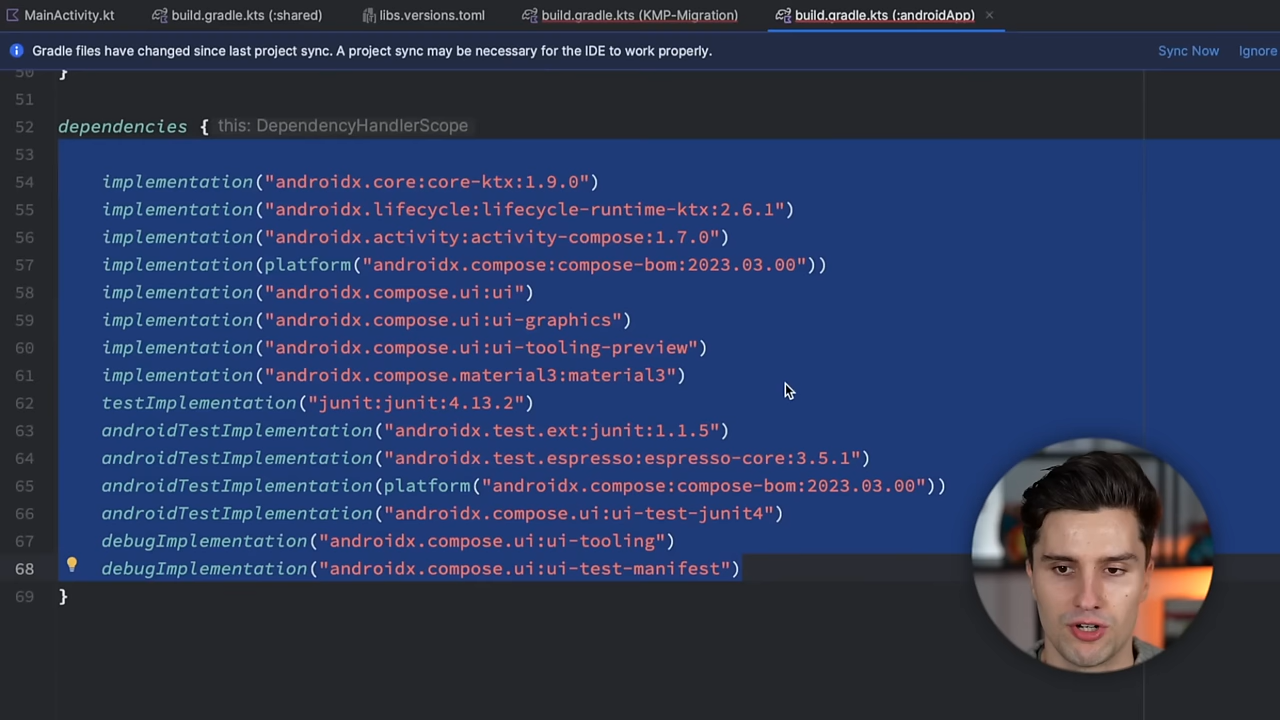 MainActivity.kt
build.gradle.kts (:shared)
libs.versions.toml
build.gradle.kts (KMP-Migration)
build.gradle.kts (:androidApp)
Gradle files have changed since last project sync. A project sync may be necessary for the IDE to work properly.
Sync Now
Ignore
50 }
51
52 dependencies { this: DependencyHandlerScope
53
54 implementation("androidx.core:core-ktx:1.9.0")
55 implementation("androidx.lifecycle:lifecycle-runtime-ktx:2.6.1")
56 implementation("androidx.activity:activity-compose:1.7.0")
57 implementation(platform("androidx.compose:compose-bom:2023.03.00"))
58 implementation("androidx.compose.ui:ui")
59 implementation("androidx.compose.ui:ui-graphics")
60 implementation("androidx.compose.ui:ui-tooling-preview")
61 implementation("androidx.compose.material3:material3")
62 testImplementation("junit:junit:4.13.2")
63 androidTestImplementation("androidx.test.ext:junit:1.1.5")
64 androidTestImplementation("androidx.test.espresso:espresso-core:3.5.1")
65 androidTestImplementation(platform("androidx.compose:compose-bom:2023.03.00"))
66 androidTestImplementation("androidx.compose.ui:ui-test-junit4")
67 debugImplementation("androidx.compose.ui:ui-tooling")
68 debugImplementation("androidx.compose.ui:ui-test-manifest")
69 }